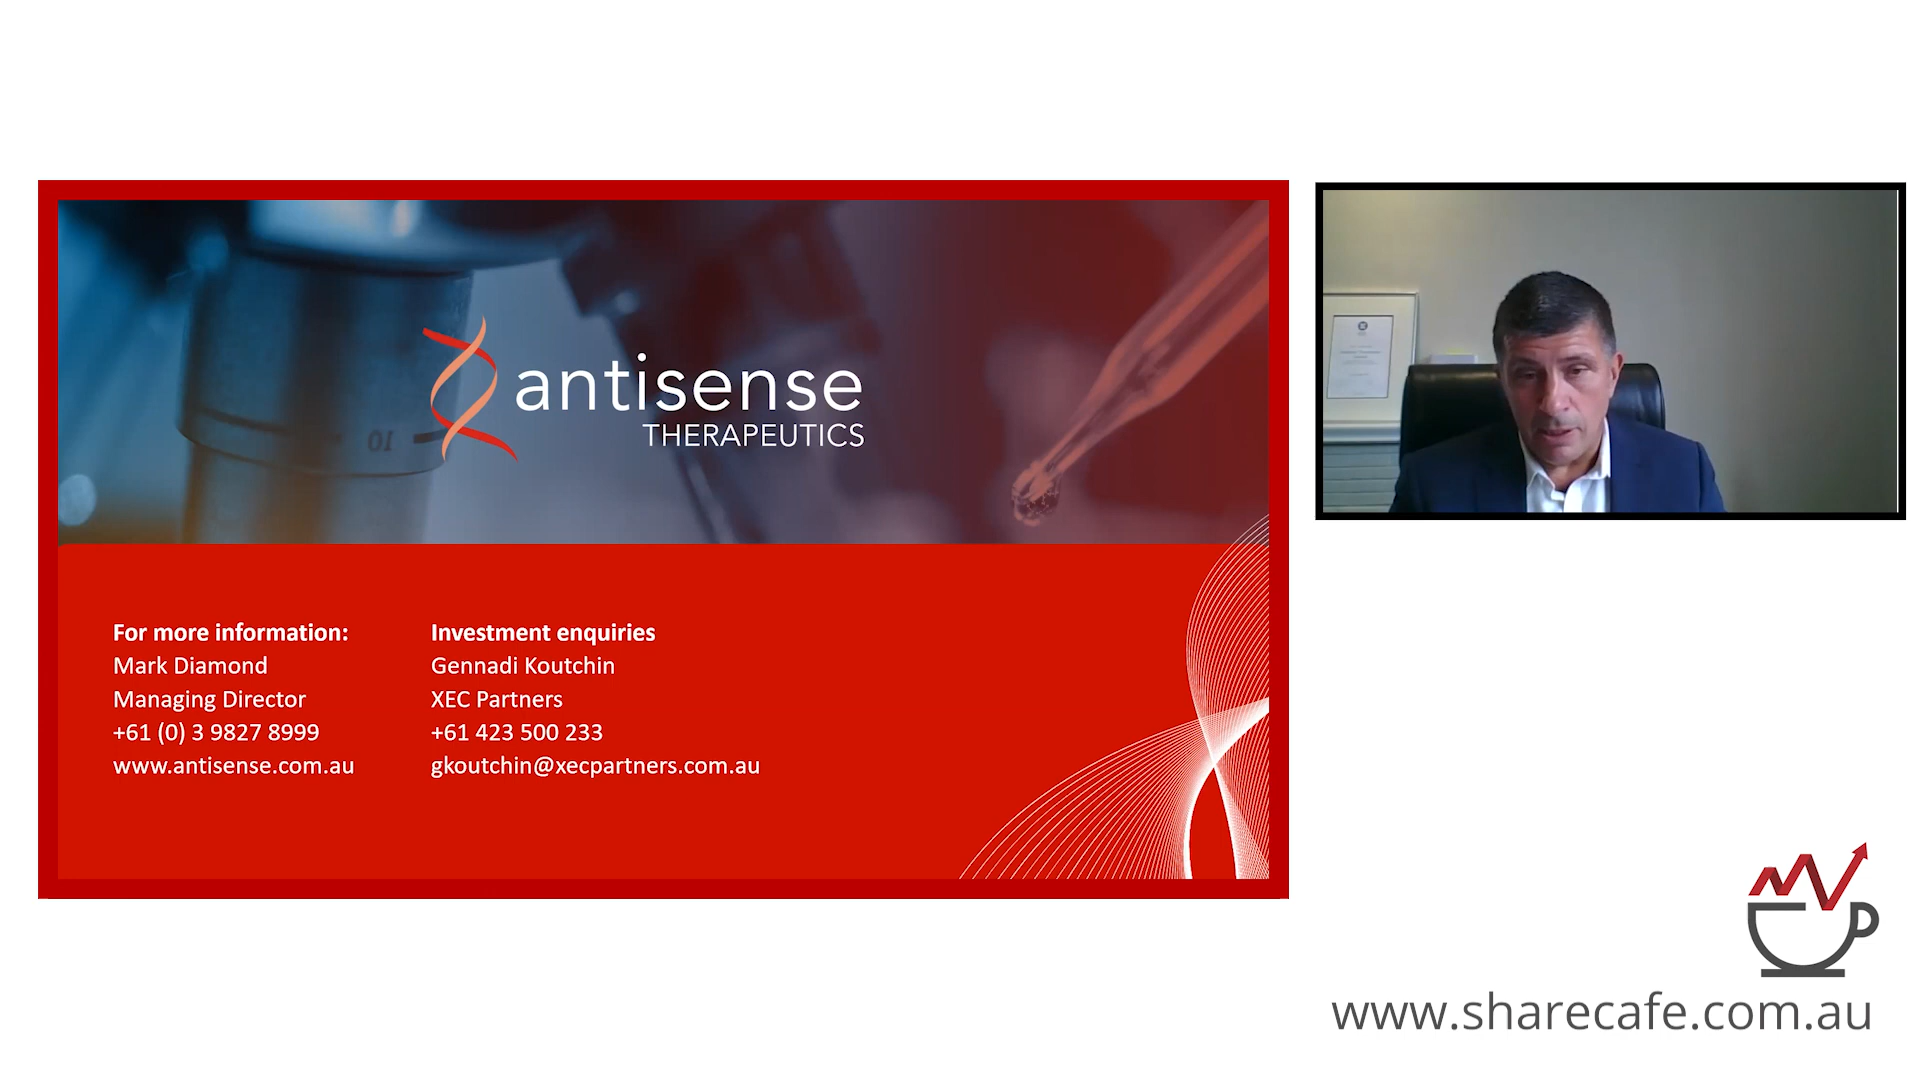 antisense
THERAPEUTICS
10
For more information:
Mark Diamond
Managing Director
+61 (0) 3 9827 8999
www.antisense.com.au
Investment enquiries
Gennadi Koutchin
XEC Partners
+61 423 500 233
gkoutchin@xecpartners.com.au
www.sharecafe.com.au